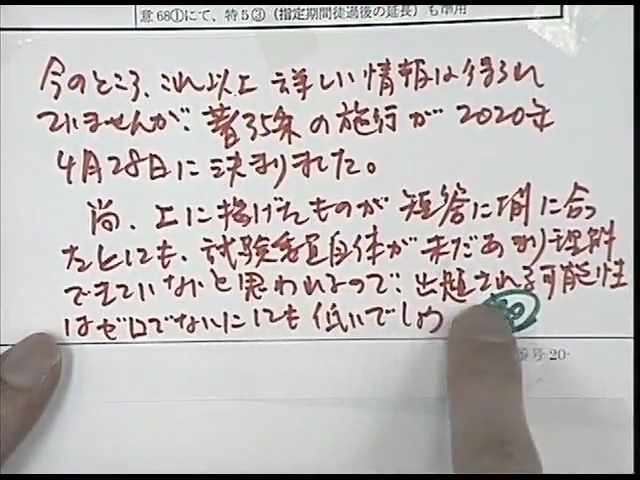 意68①にて、特5③（指定期間徒過後の延長）も準用
今のところ、これ以上 詳しい情報は得られ
ていませんが、著35条の施行が2020年
4月28日に決まりました。
尚、上に掲げたものが 短答に間に合っ
たとしても、試験委員自体が未だあまり理解
できていないと思われるので、出題される可能性
はゼロでないにしても低いでしょう
番号20-